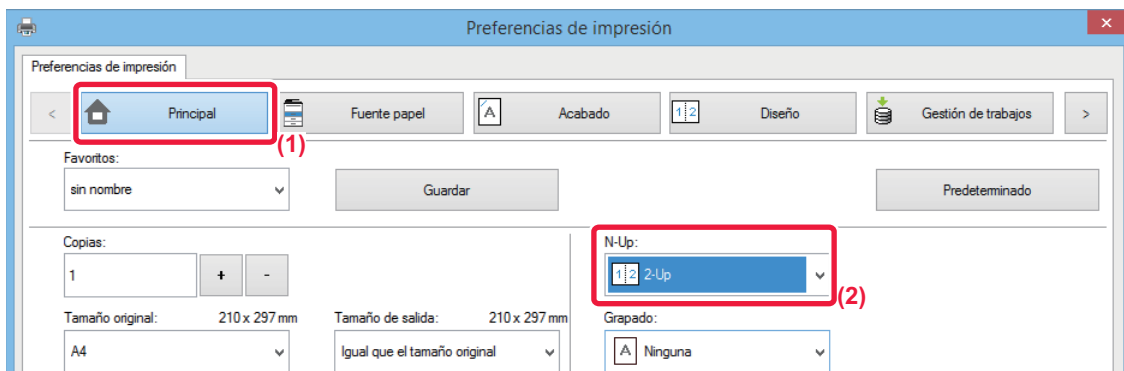 Preferencias de impresión
×
Preferencias de impresión
< Principal Fuente papel A Acabado 1 2 Diseño Gestión de trabajos >
(1)
Favoritos:
sin nombre Guardar Predeterminado
Copias: N-Up:
1 + - 1 2 2-Up
(2)
Tamaño original: 210 x 297 mm Tamaño de salida: 210 x 297 mm Grapado:
A4 Igual que el tamaño original A Ninguna